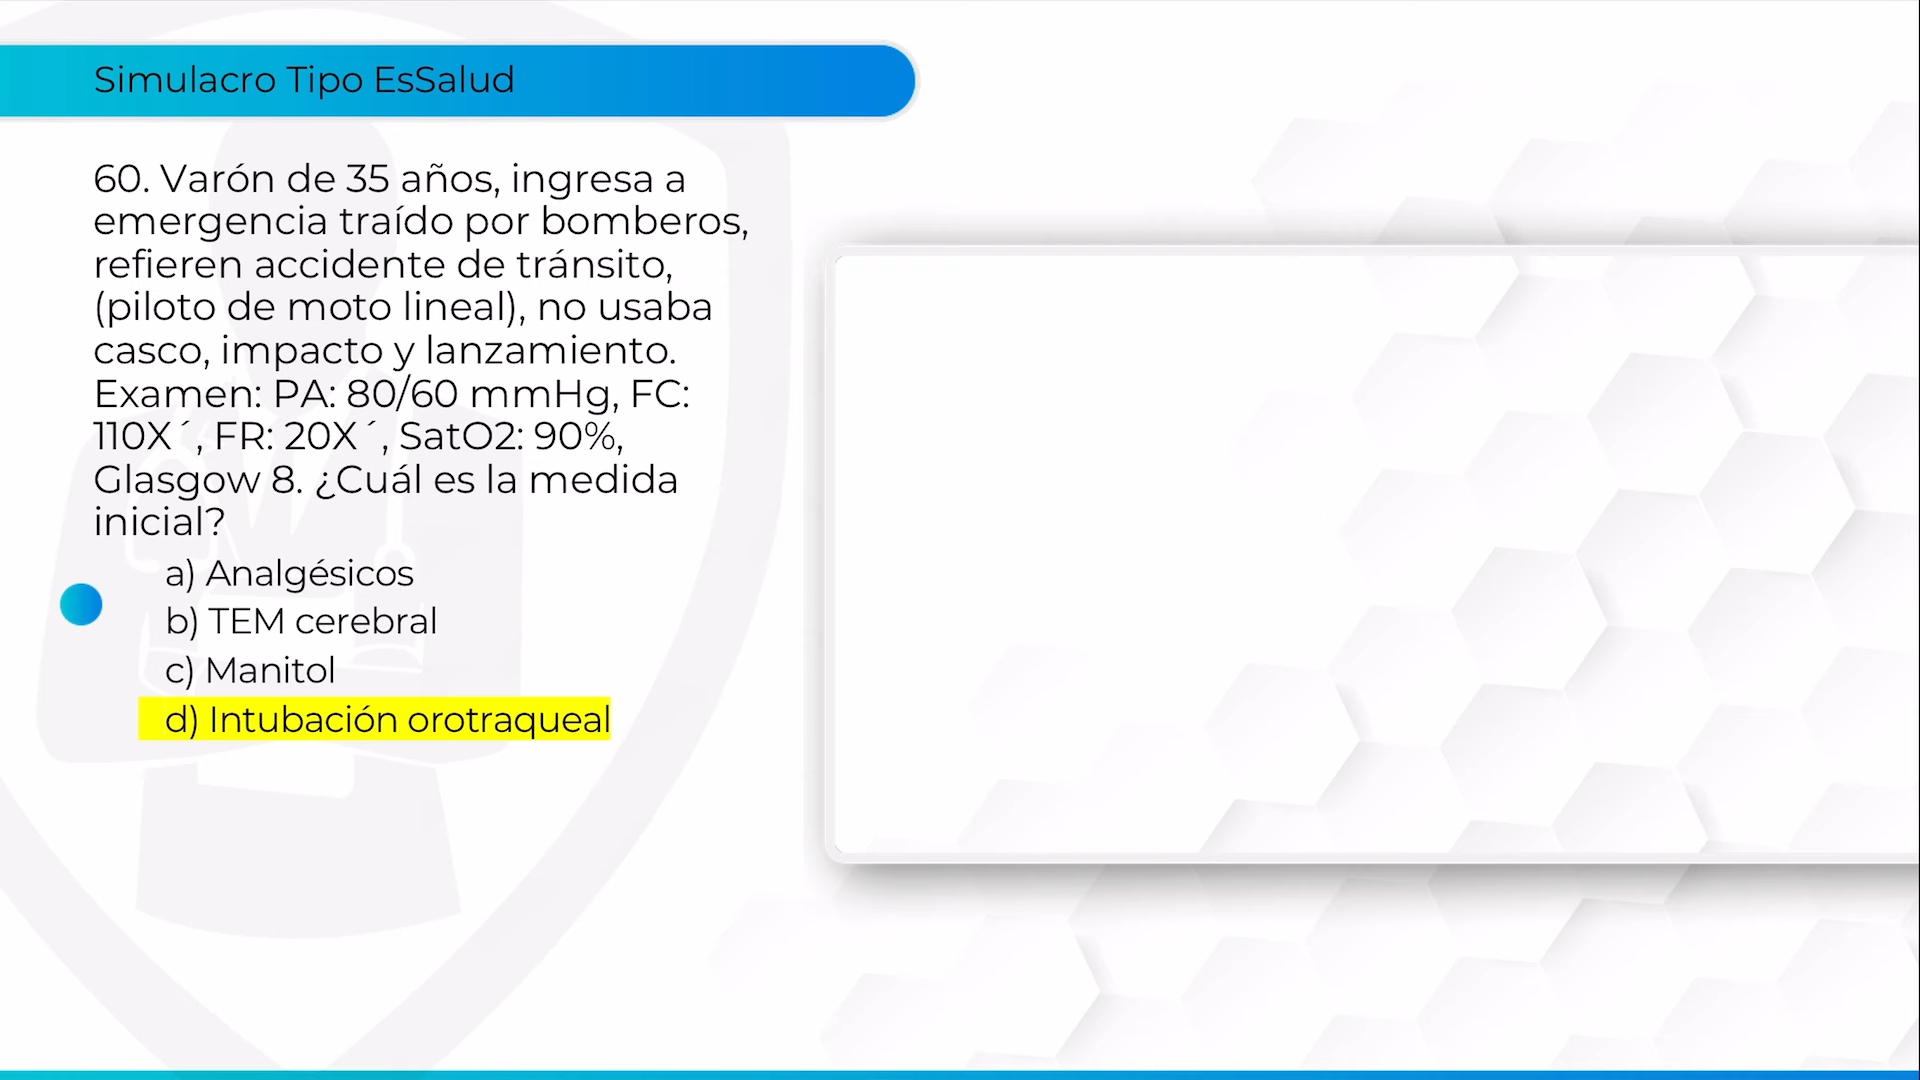 Simulacro Tipo EsSalud
60. Varón de 35 años, ingresa a
emergencia traído por bomberos,
refieren accidente de tránsito,
(piloto de moto lineal), no usaba
casco, impacto y lanzamiento.
Examen: PA: 80/60 mmHg, FC:
110X´, FR: 20X´, SatO2: 90%,
Glasgow 8. ¿Cuál es la medida
inicial?
a) Analgésicos
b) TEM cerebral
c) Manitol
d) Intubación orotraqueal